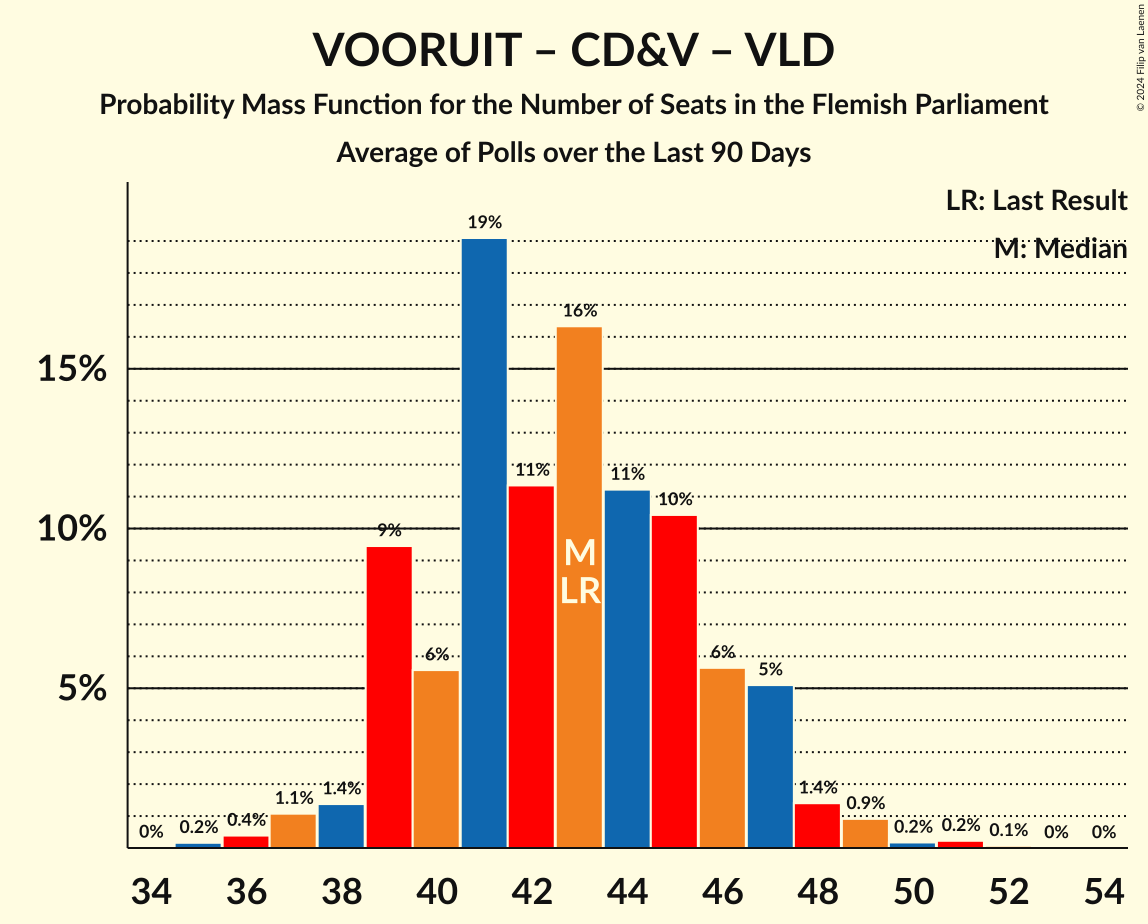 VOORUIT – CD&V – VLD
Probability Mass Function for the Number of Seats in the Flemish Parliament
Average of Polls over the Last 90 Days
© 2024 Filip van Laenen
LR: Last Result
M: Median
15%
10%
5%
0%
0.2%
0.4%
1.1%
1.4%
9%
6%
19%
11%
16%
11%
10%
6%
5%
1.4%
0.9%
0.2%
0.2%
0.1%
0%
0%
M
LR
34 36 38 40 42 44 46 48 50 52 54